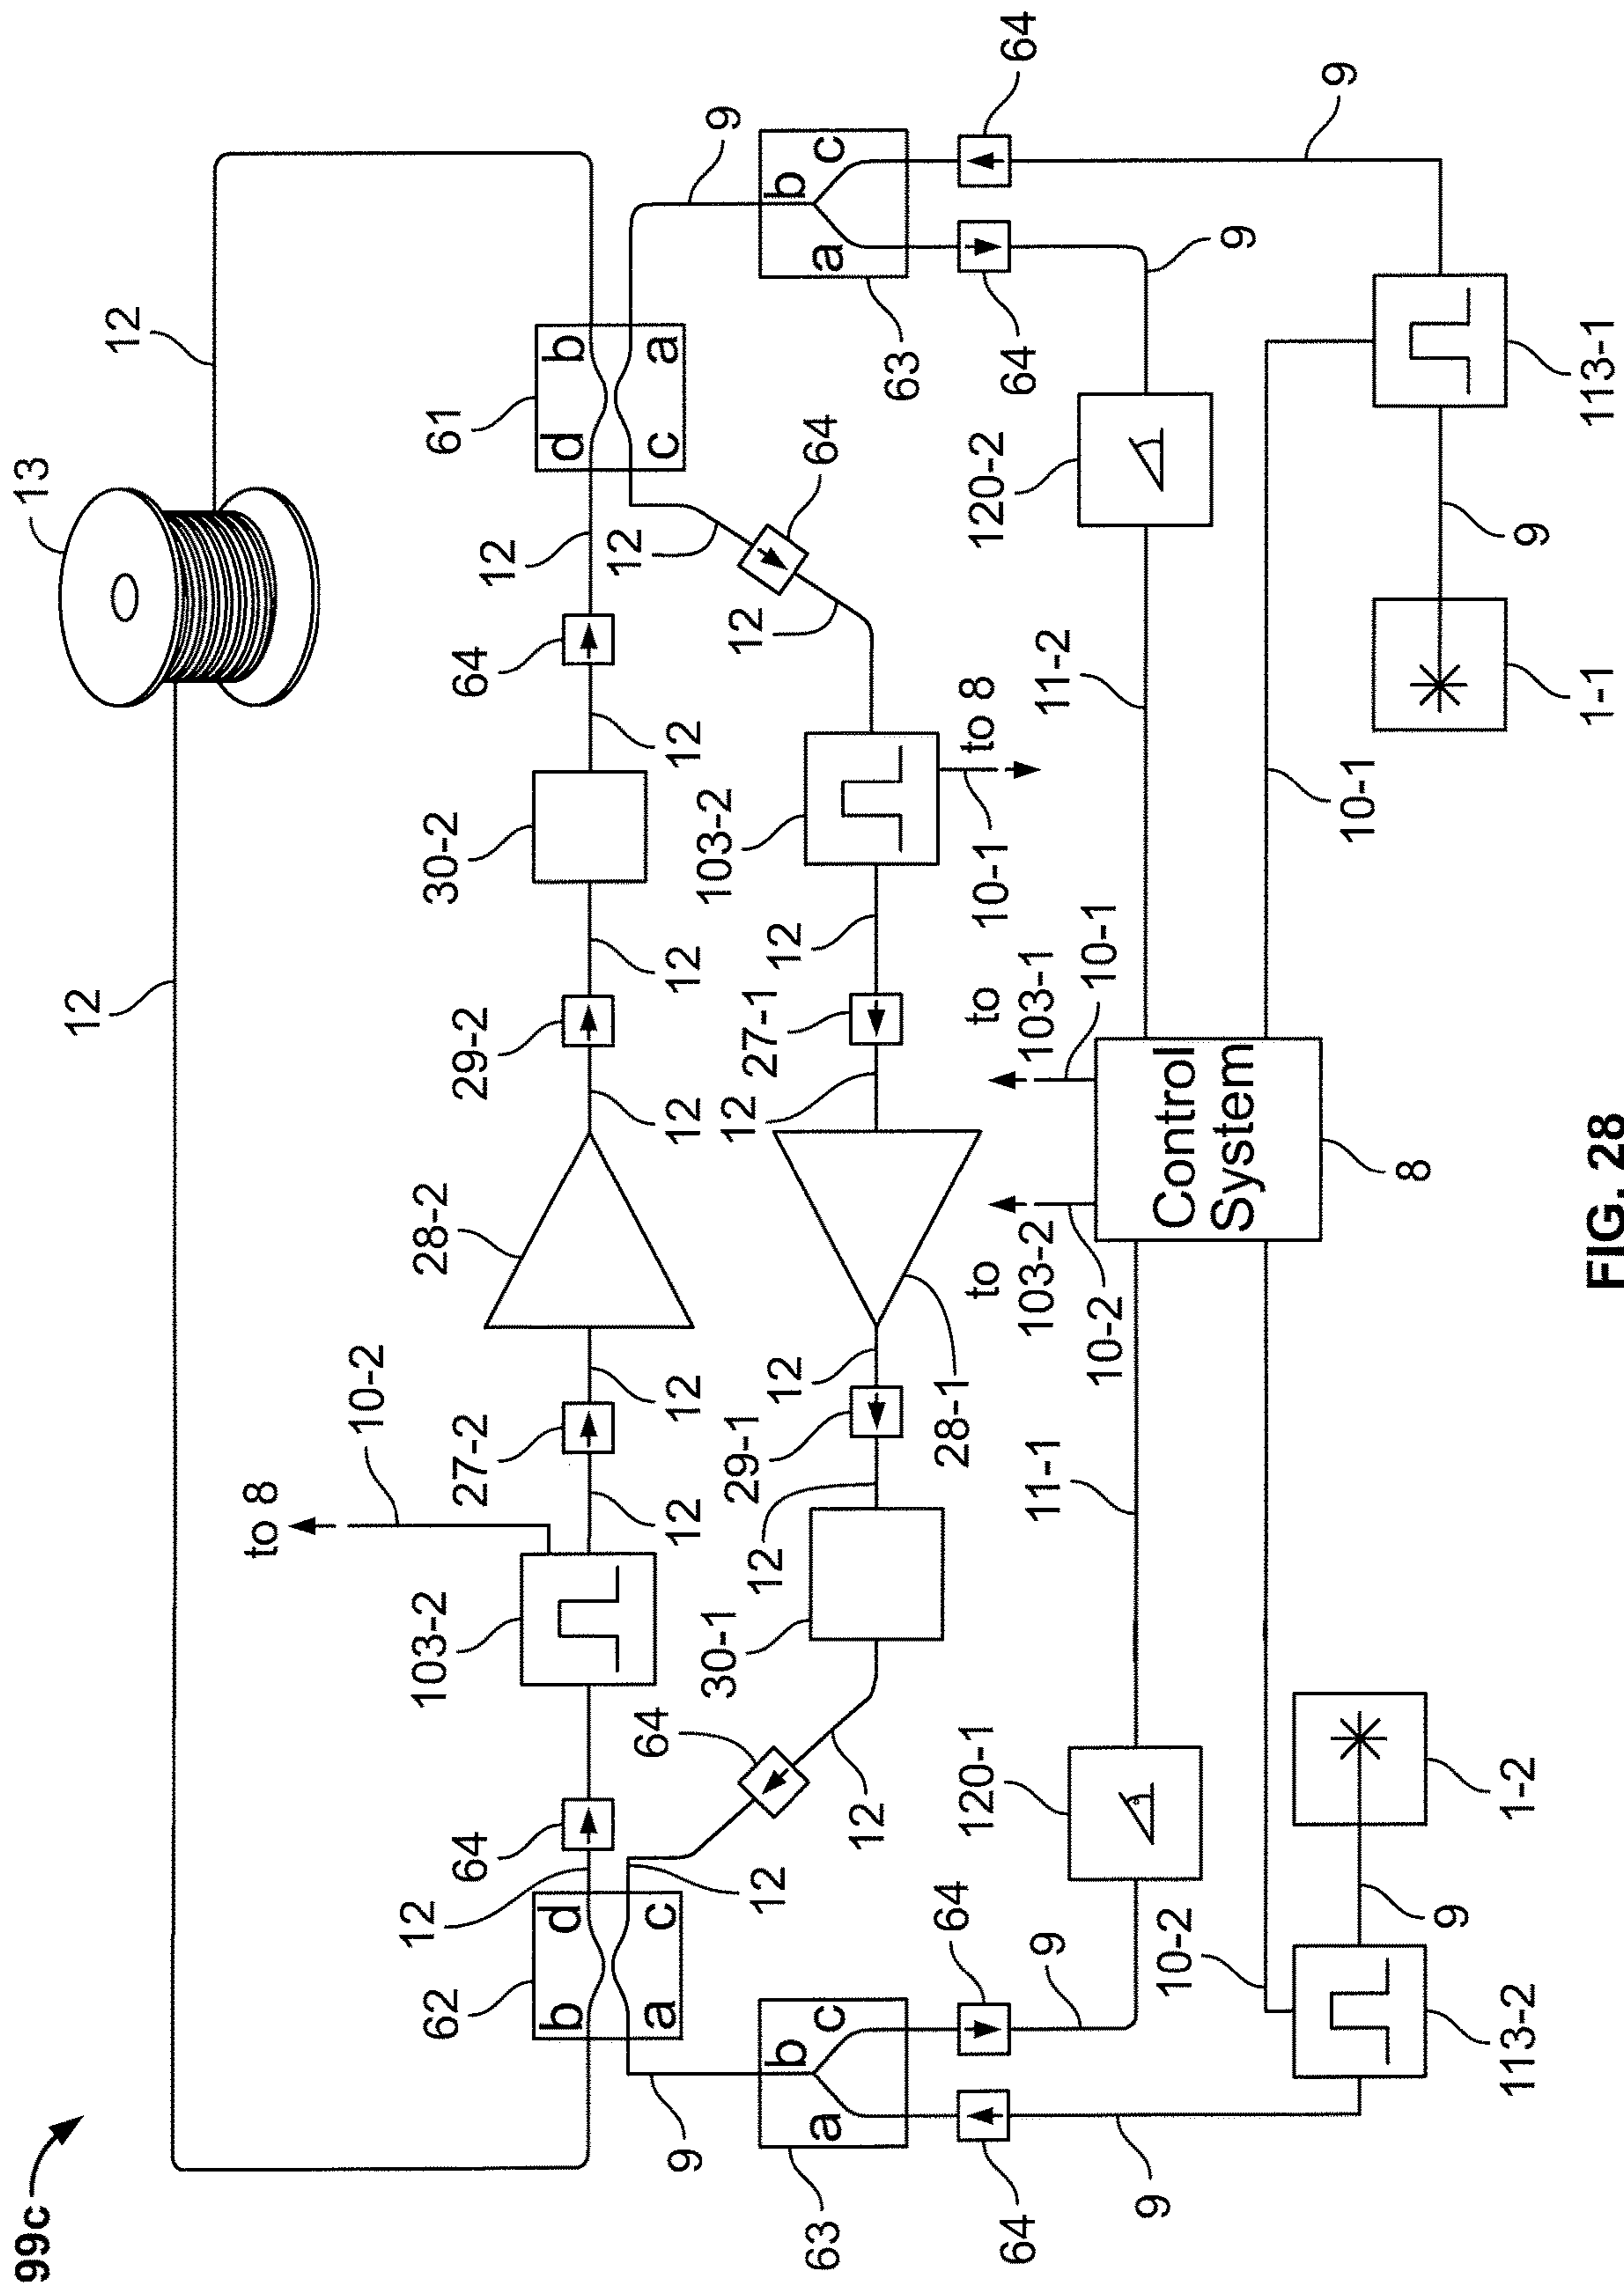 99c
13
12
12
61
d
b
c
a
9
64
12
12
64
64
12
12
30-2
12
29-2
12
28-2
12
27-2
12
10-2
to 8
103-2
64
12
62
b
d
a
c
12
64
12
30-1
12
29-1
12
28-1
12
27-1
12
103-2
10-1
to 8
9
63
a
b
c
64
64
9
9
120-1
11-1
10-2
to
103-2
10-2
to
103-1
10-1
Control
System
8
11-2
120-2
9
63
a
b
c
64
9
10-1
113-1
9
1-1
113-2
9
1-2
FIG. 28